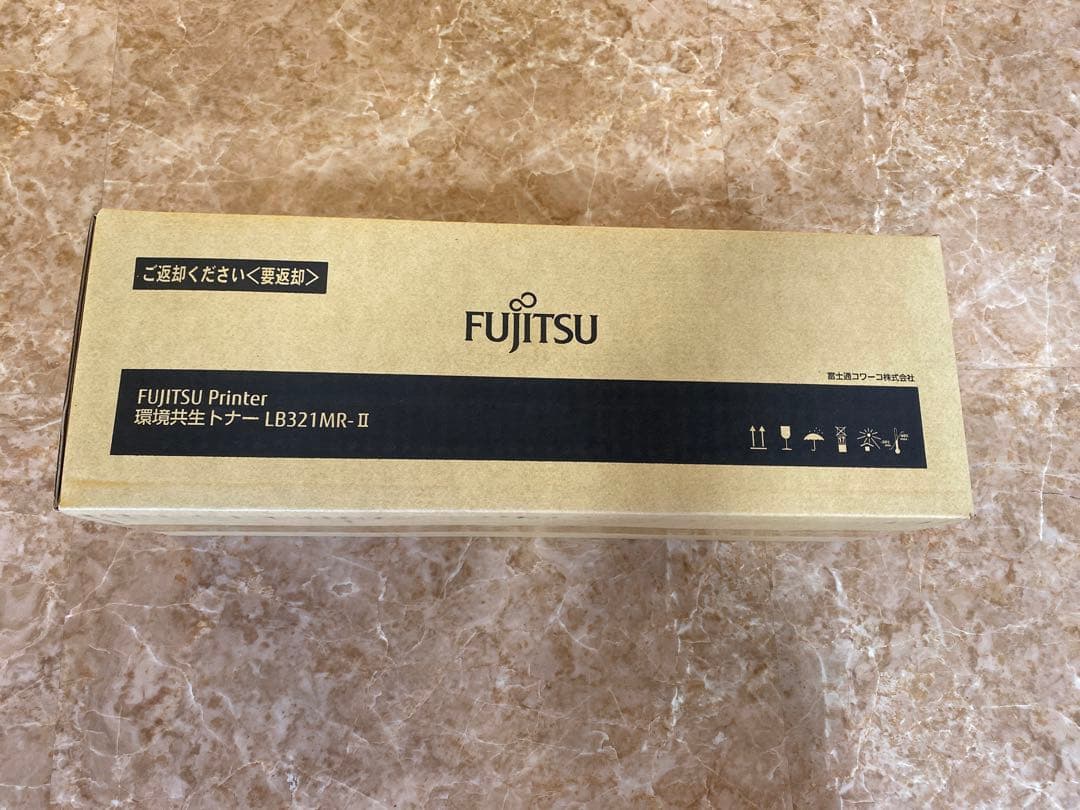 ご返却ください<要返却>
FUJITSU
富士通コワーコ株式会社
FUJITSU Printer
環境共生トナー LB321MR-Ⅱ